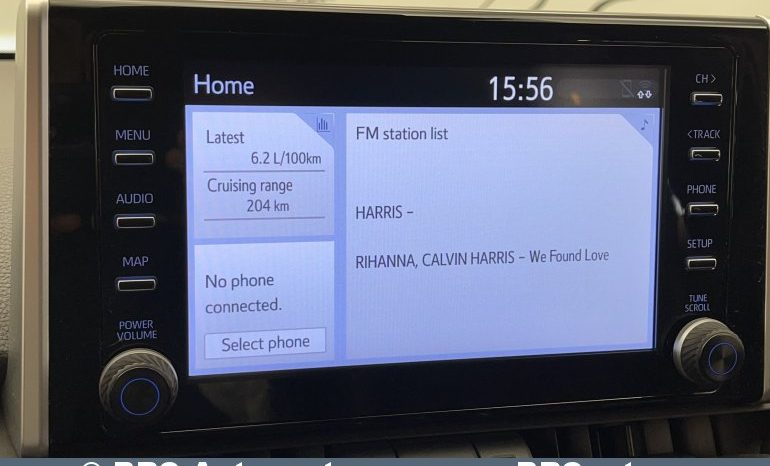 HOME
MENU
AUDIO
MAP
POWER
VOLUME
Home
15:56
Latest
6.2 L/100km
Cruising range
204 km
No phone
connected.
Select phone
FM station list
HARRIS –
RIHANNA, CALVIN HARRIS – We Found Love
CH >
<TRACK
PHONE
SETUP
TUNE
SCROLL